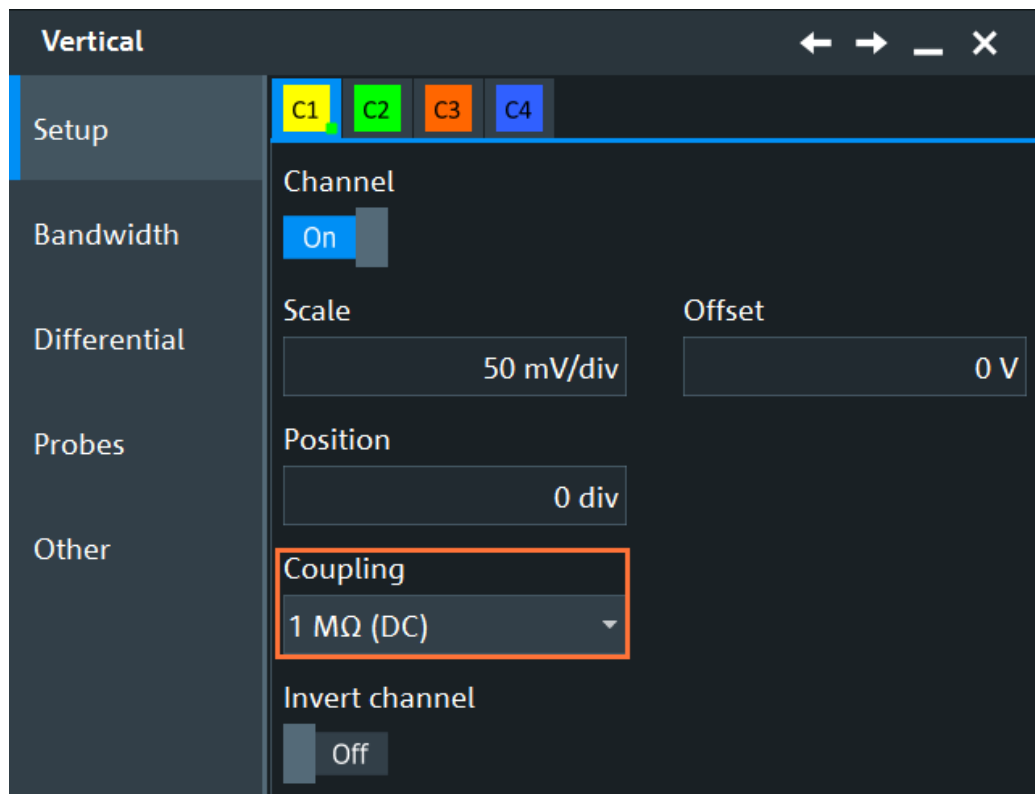 Vertical
Setup
Bandwidth
Differential
Probes
Other
C1 C2 C3 C4
Channel
On
Scale Offset
50 mV/div 0 V
Position
0 div
Coupling
1 MΩ (DC)
Invert channel
Off